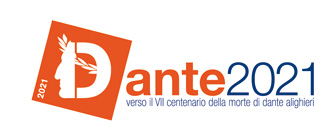 2021
Dante2021
verso il VII centenario della morte di dante alighieri